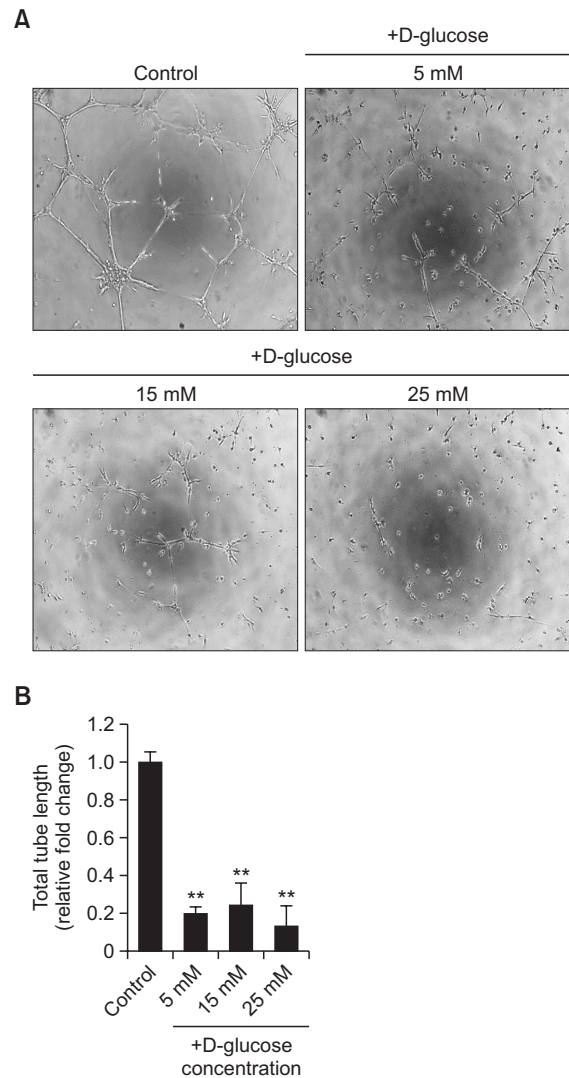 A
+D-glucose
Control
5 mM
+D-glucose
15 mM
25 mM
B
Total tube length
(relative fold change)
1.2
1.0
0.8
0.6
0.4
0.2
0
**
**
**
Control
5 mM
15 mM
25 mM
+D-glucose
concentration